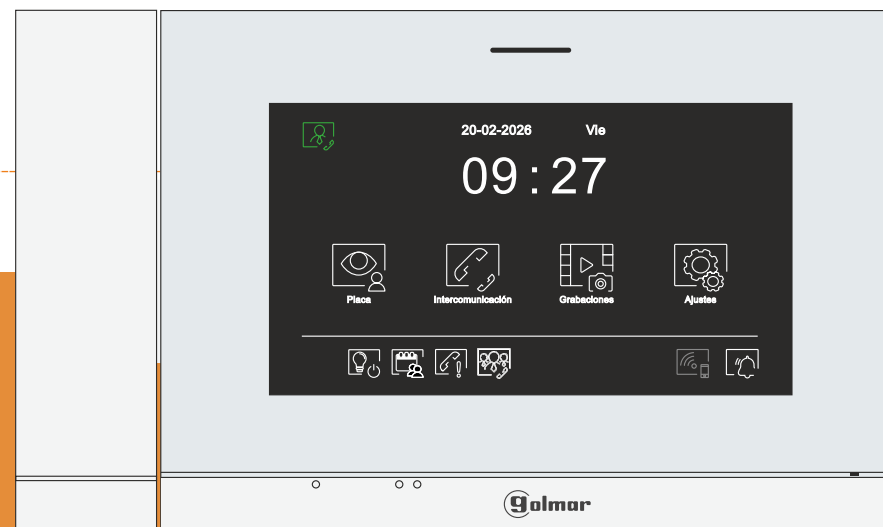 20-02-2026 Vie
09:27
Placa
Intercomunicación
Grabaciones
Ajustes
golmar